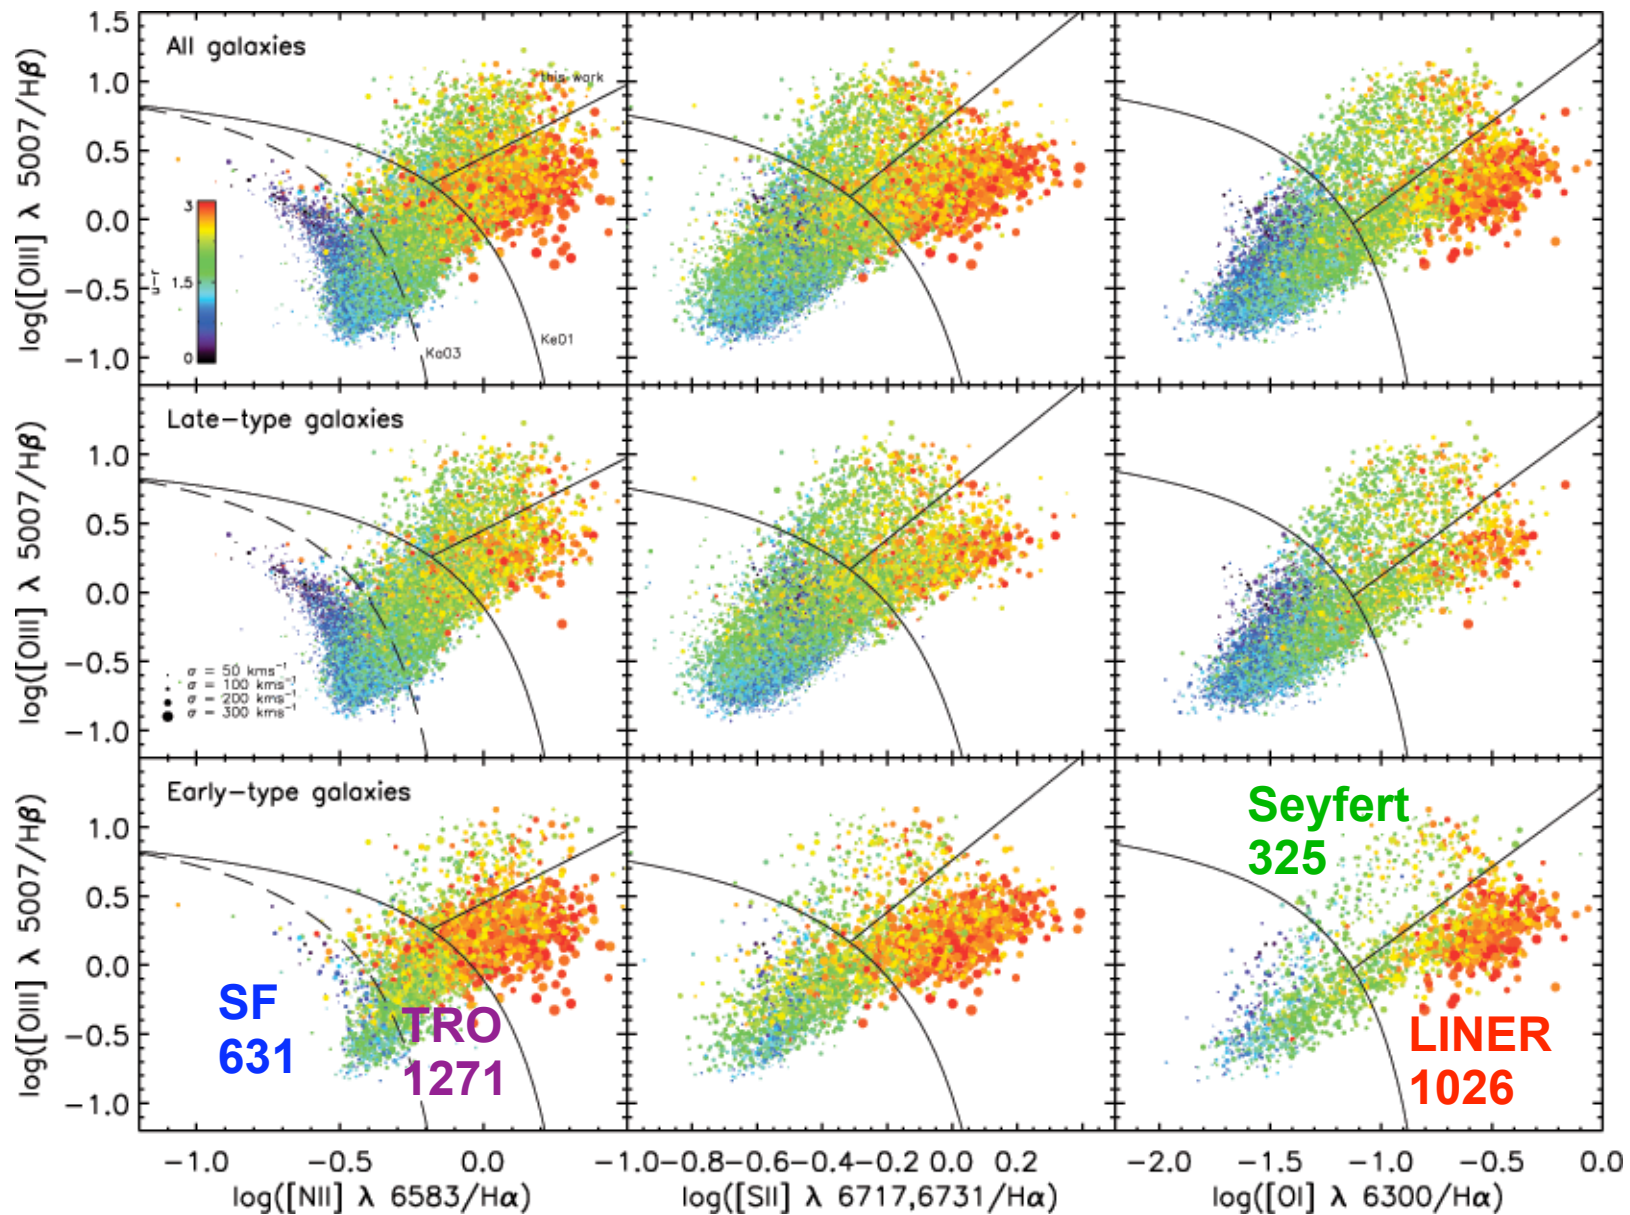 All galaxies
this work
log([OIII] λ 5007/Hβ)
1.5
1.0
0.5
0.0
−0.5
−1.0
3
1.5
0
u−r
Ka03
Ke01
Late−type galaxies
log([OIII] λ 5007/Hβ)
1.0
0.5
0.0
−0.5
−1.0
σ = 50 kms⁻¹
σ = 100 kms⁻¹
σ = 200 kms⁻¹
σ = 300 kms⁻¹
Early−type galaxies
log([OIII] λ 5007/Hβ)
1.0
0.5
0.0
−0.5
−1.0
SF
631
TRO
1271
Seyfert
325
LINER
1026
−1.0 −0.5 0.0
−1.0 −0.8 −0.6 −0.4 −0.2 0.0 0.2
−2.0 −1.5 −1.0 −0.5 0.0
log([NII] λ 6583/Hα)
log([SII] λ 6717,6731/Hα)
log([OI] λ 6300/Hα)